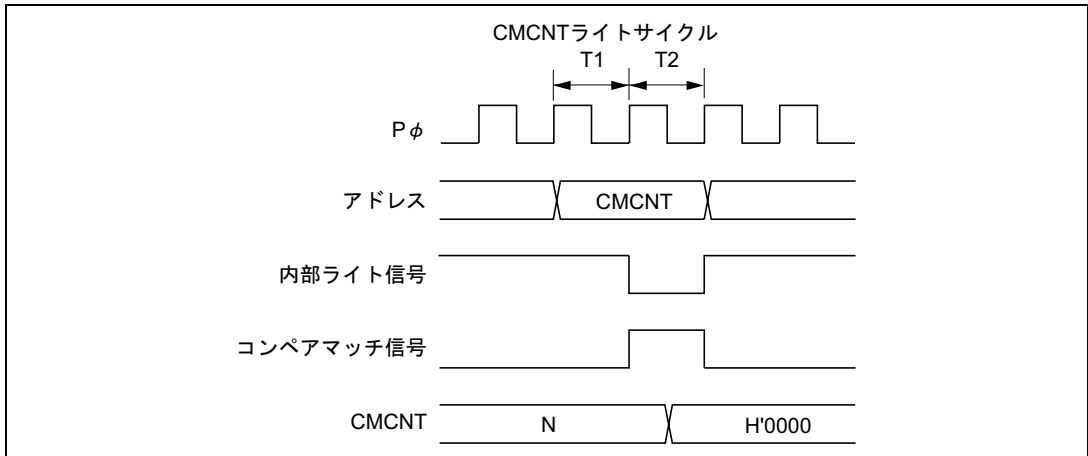 CMCNTライトサイクル
T1 T2
Pφ
アドレス CMCNT
内部ライト信号
コンペアマッチ信号
CMCNT N H'0000